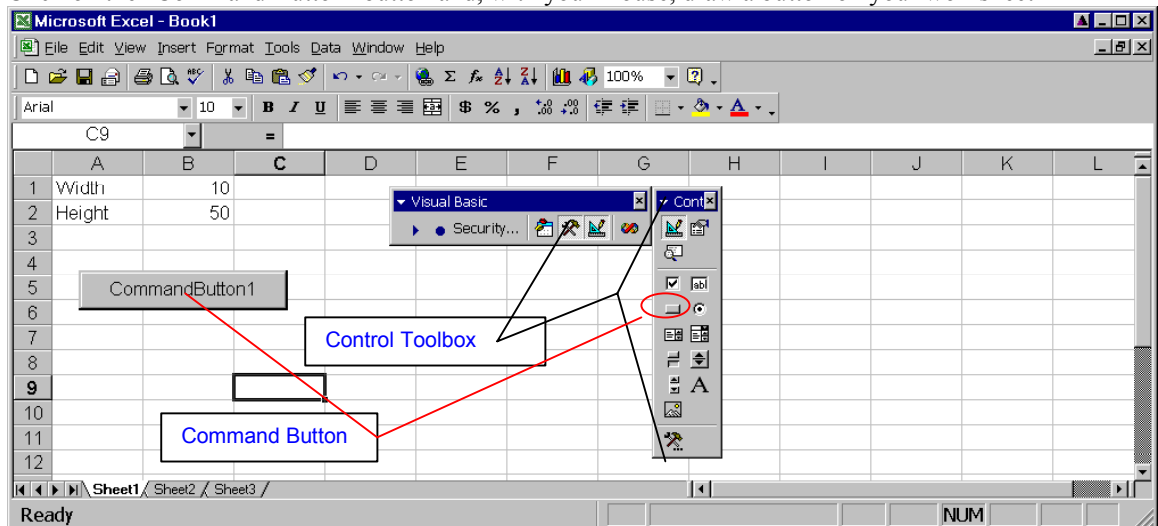 Microsoft Excel - Book1
File Edit View Insert Format Tools Data Window Help
100%
Arial 10 B I U $ % ,
C9 =
A B C D E F G H I J K L
1 Width 10
2 Height 50
3
4
5
6
7
8
9
10
11
12
Visual Basic
Security...
Cont
ab
A
CommandButton1
Control Toolbox
Command Button
Sheet1 Sheet2 Sheet3
Ready NUM